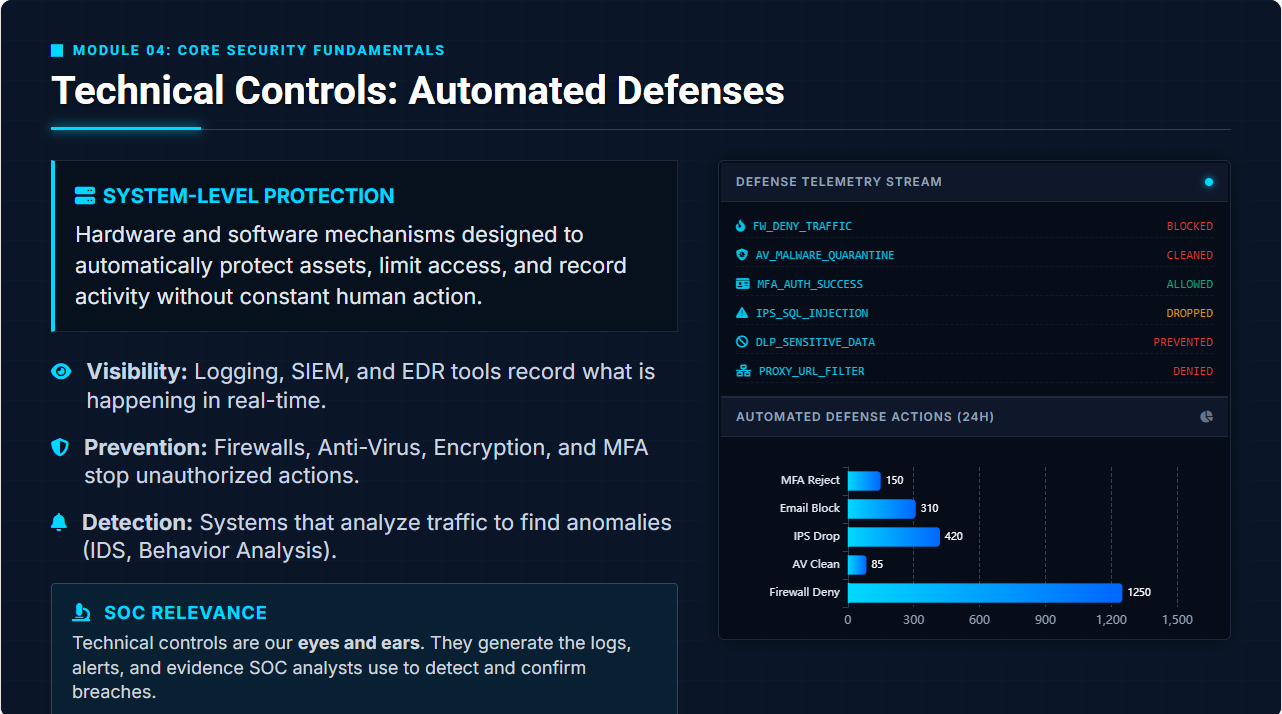 MODULE 04: CORE SECURITY FUNDAMENTALS
Technical Controls: Automated Defenses
SYSTEM-LEVEL PROTECTION
Hardware and software mechanisms designed to
automatically protect assets, limit access, and record
activity without constant human action.
Visibility: Logging, SIEM, and EDR tools record what is
happening in real-time.
Prevention: Firewalls, Anti-Virus, Encryption, and MFA
stop unauthorized actions.
Detection: Systems that analyze traffic to find anomalies
(IDS, Behavior Analysis).
SOC RELEVANCE
Technical controls are our eyes and ears. They generate the logs,
alerts, and evidence SOC analysts use to detect and confirm
breaches.
DEFENSE TELEMETRY STREAM
FW_DENY_TRAFFIC BLOCKED
AV_MALWARE_QUARANTINE CLEANED
MFA_AUTH_SUCCESS ALLOWED
IPS_SQL_INJECTION DROPPED
DLP_SENSITIVE_DATA PREVENTED
PROXY_URL_FILTER DENIED
AUTOMATED DEFENSE ACTIONS (24H)
MFA Reject 150
Email Block 310
IPS Drop 420
AV Clean 85
Firewall Deny 1250
0 300 600 900 1,200 1,500